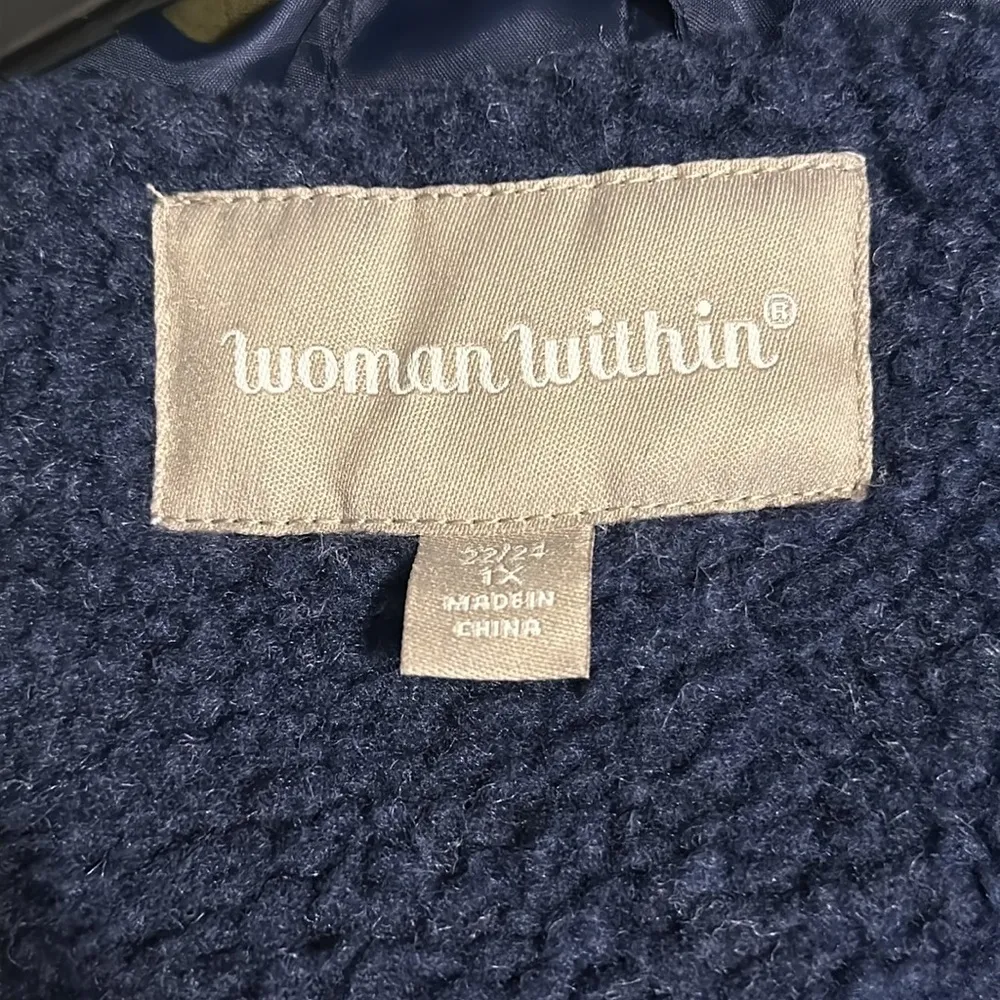 woman within®
22/24
1X
MADE IN
CHINA